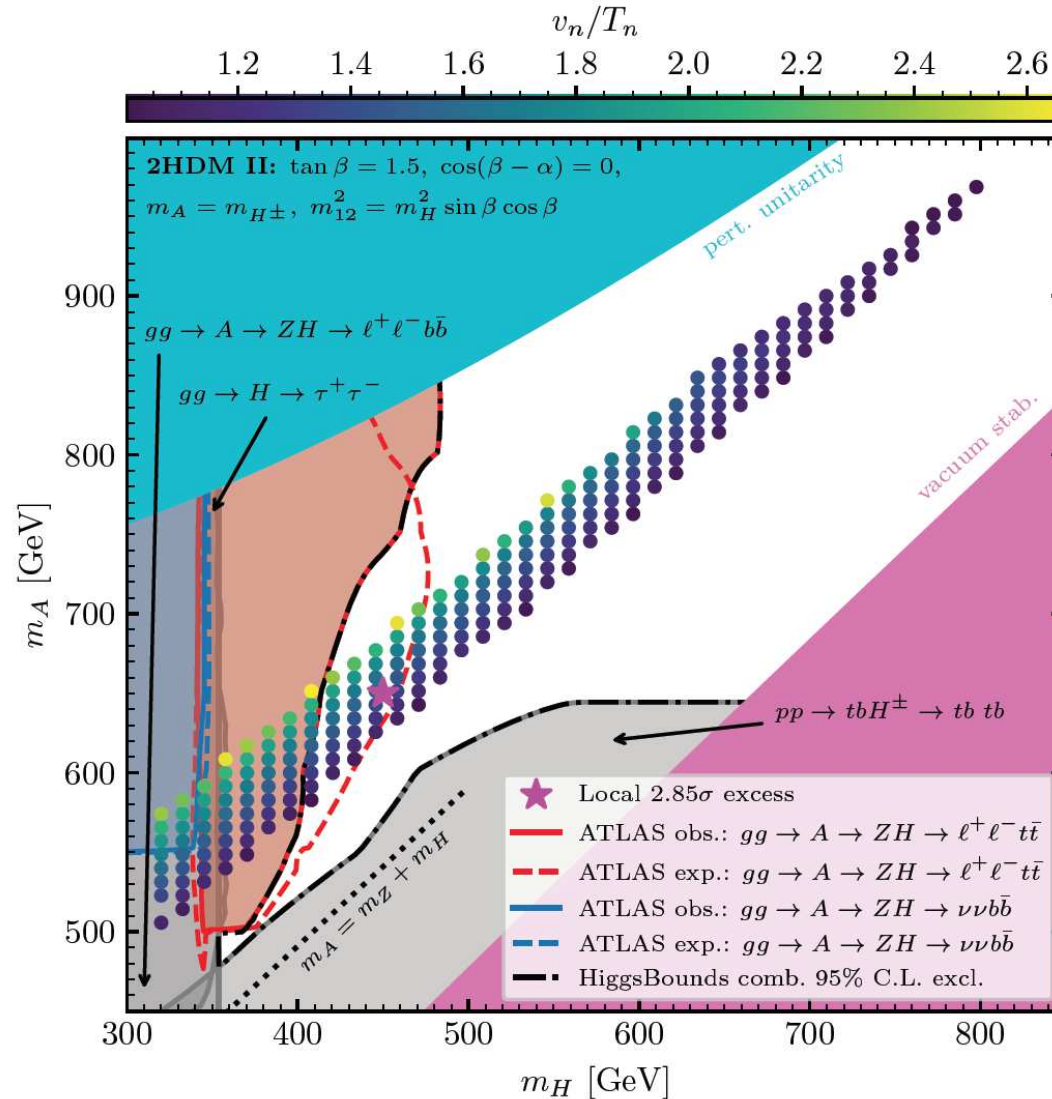 v_n/T_n
1.2 1.4 1.6 1.8 2.0 2.2 2.4 2.6
2HDM II: tan β = 1.5, cos(β − α) = 0,
m_A = m_{H±}, m_{12}^2 = m_H^2 sin β cos β
pert. unitarity
gg → A → ZH → ℓ⁺ℓ⁻bb̄
gg → H → τ⁺τ⁻
vacuum stab.
900
800
700
600
500
m_A [GeV]
pp → tbH^± → tb tb
m_A = m_Z + m_H
Local 2.85σ excess
ATLAS obs.: gg → A → ZH → ℓ⁺ℓ⁻tt̄
ATLAS exp.: gg → A → ZH → ℓ⁺ℓ⁻tt̄
ATLAS obs.: gg → A → ZH → ννbb̄
ATLAS exp.: gg → A → ZH → ννbb̄
HiggsBounds comb. 95% C.L. excl.
300 400 500 600 700 800
m_H [GeV]